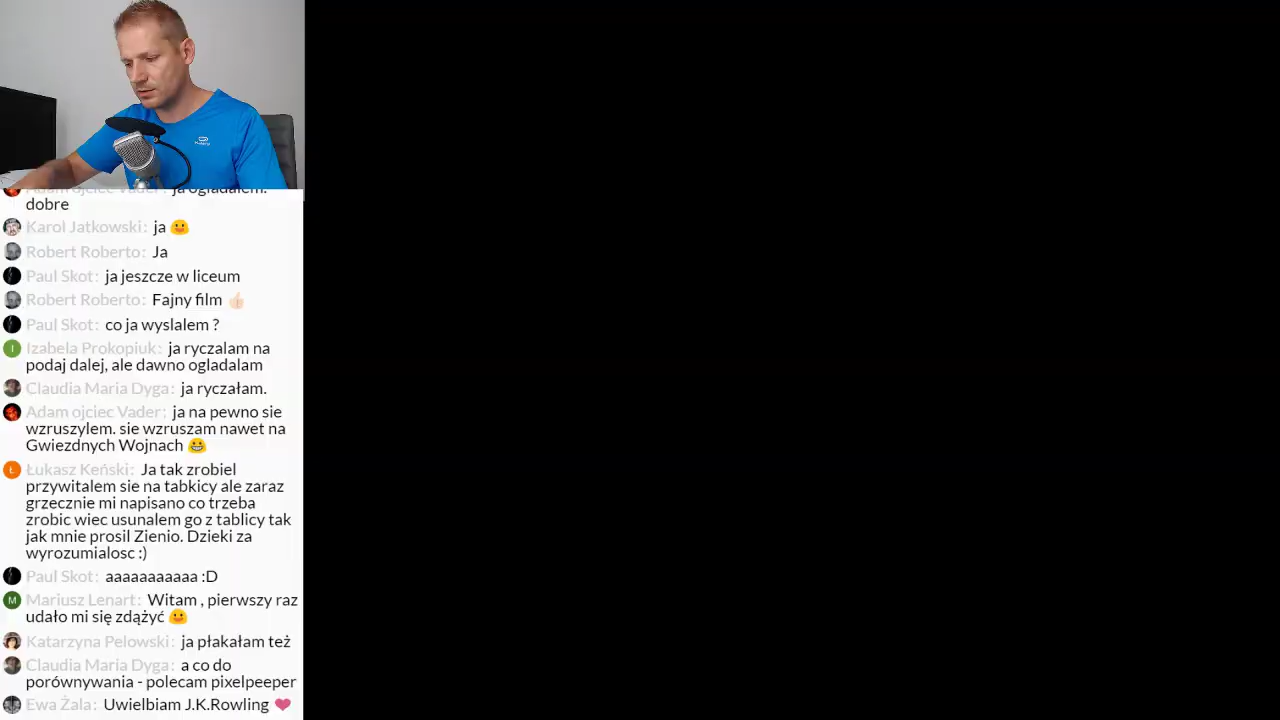 Adam ojciec Vader: ja ogladalem.
dobre
Karol Jatkowski: ja
Robert Roberto: Ja
Paul Skot: ja jeszcze w liceum
Robert Roberto: Fajny film
Paul Skot: co ja wyslalem ?
I Izabela Prokopiuk: ja ryczalam na
podaj dalej, ale dawno ogladalam
Claudia Maria Dyga: ja ryczałam.
Adam ojciec Vader: ja na pewno sie
wzruszylem. sie wzruszam nawet na
Gwiezdnych Wojnach
Ł Łukasz Keński: Ja tak zrobiel
przywitalem sie na tabkicy ale zaraz
grzecznie mi napisano co trzeba
zrobic wiec usunalem go z tablicy tak
jak mnie prosil Zienio. Dzieki za
wyrozumialosc :)
Paul Skot: aaaaaaaaaaa :D
M Mariusz Lenart: Witam , pierwszy raz
udało mi się zdążyć
Katarzyna Pelowski: ja płakałam też
Claudia Maria Dyga: a co do
porównywania - polecam pixelpeeper
Ewa Żala: Uwielbiam J.K.Rowling